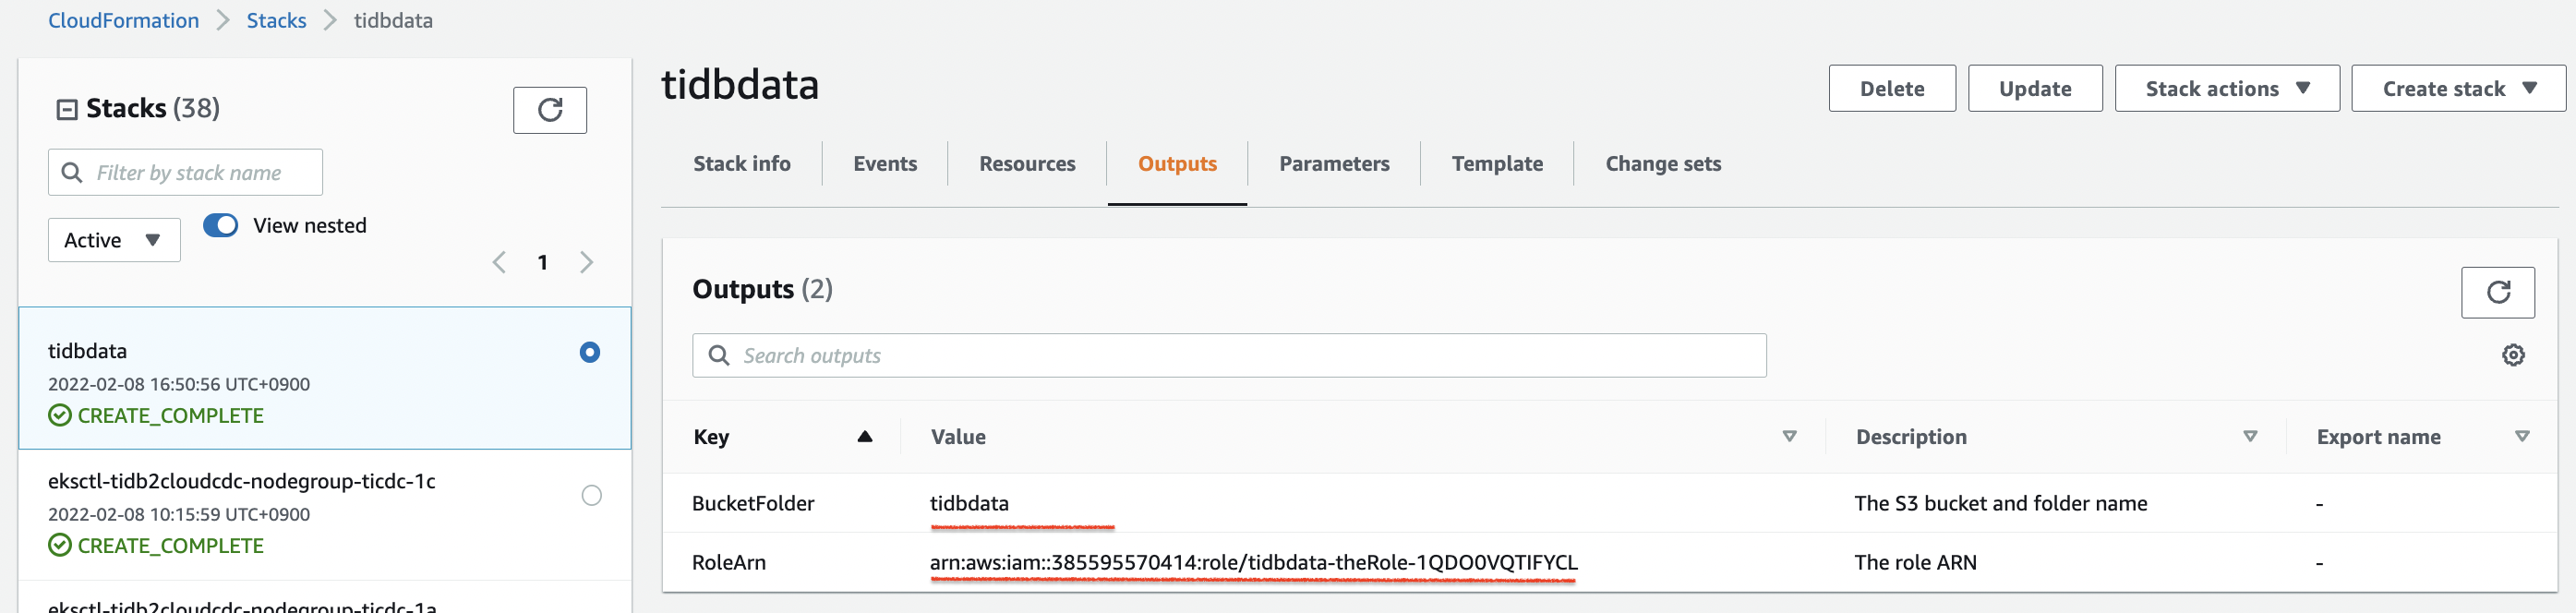 CloudFormation > Stacks > tidbdata
Stacks (38)
Filter by stack name
Active
View nested
1
tidbdata
2022-02-08 16:50:56 UTC+0900
CREATE_COMPLETE
eksctl-tidb2cloudcdc-nodegroup-ticdc-1c
2022-02-08 10:15:59 UTC+0900
CREATE_COMPLETE
eksctl-tidb2cloudcdc-nodegroup-ticdc-1a
tidbdata
Delete Update Stack actions Create stack
Stack info Events Resources Outputs Parameters Template Change sets
Outputs (2)
Search outputs
Key Value Description Export name
BucketFolder tidbdata The S3 bucket and folder name -
RoleArn arn:aws:iam::385595570414:role/tidbdata-theRole-1QDO0VQTIFYCL The role ARN -